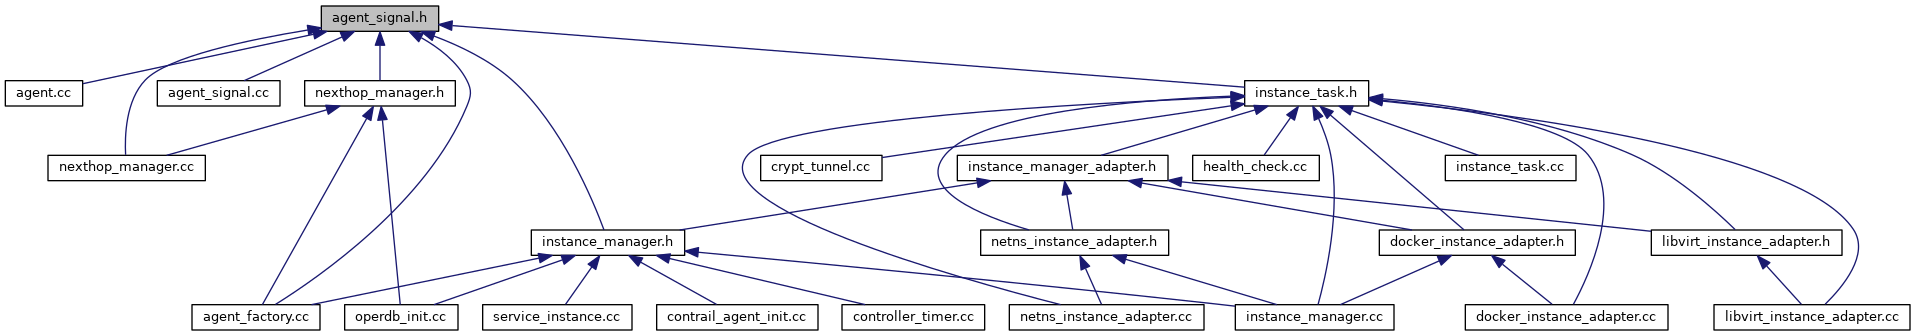 agent_signal.h
agent.cc
agent_signal.cc
nexthop_manager.h
instance_task.h
nexthop_manager.cc
crypt_tunnel.cc
instance_manager_adapter.h
health_check.cc
instance_task.cc
instance_manager.h
netns_instance_adapter.h
docker_instance_adapter.h
libvirt_instance_adapter.h
agent_factory.cc
operdb_init.cc
service_instance.cc
contrail_agent_init.cc
controller_timer.cc
netns_instance_adapter.cc
instance_manager.cc
docker_instance_adapter.cc
libvirt_instance_adapter.cc